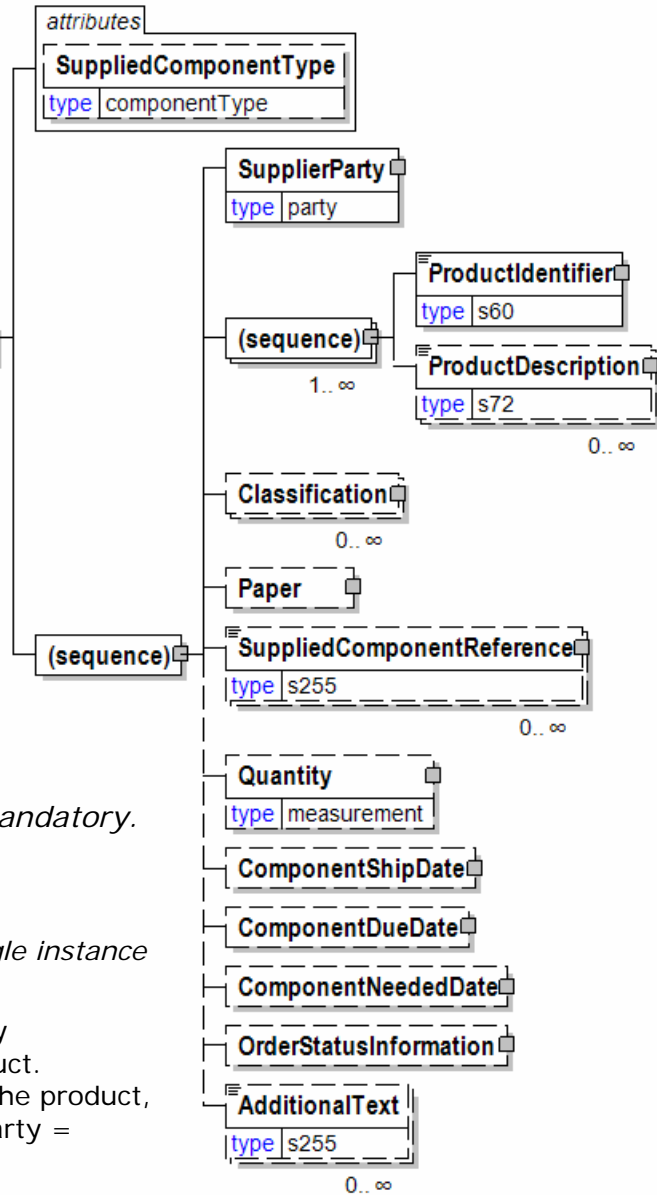 attributes
SuppliedComponentType
type componentType
SupplierParty
type party
(sequence)
1.. ∞
ProductIdentifier
type s60
ProductDescription
type s72
0.. ∞
Classification
0.. ∞
Paper
(sequence)
SuppliedComponentReference
type s255
0.. ∞
Quantity
type measurement
ComponentShipDate
ComponentDueDate
ComponentNeededDate
OrderStatusInformation
AdditionalText
type s255
0.. ∞
andatory.
gle instance
y
uct.
he product,
arty =